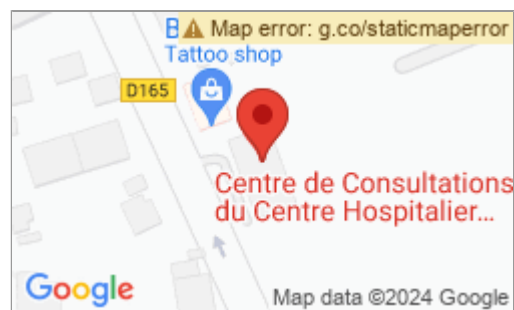 B
Map error: g.co/staticmaperror
Tattoo shop
D165
Centre de Consultations
du Centre Hospitalier...
Google
Map data ©2024 Google